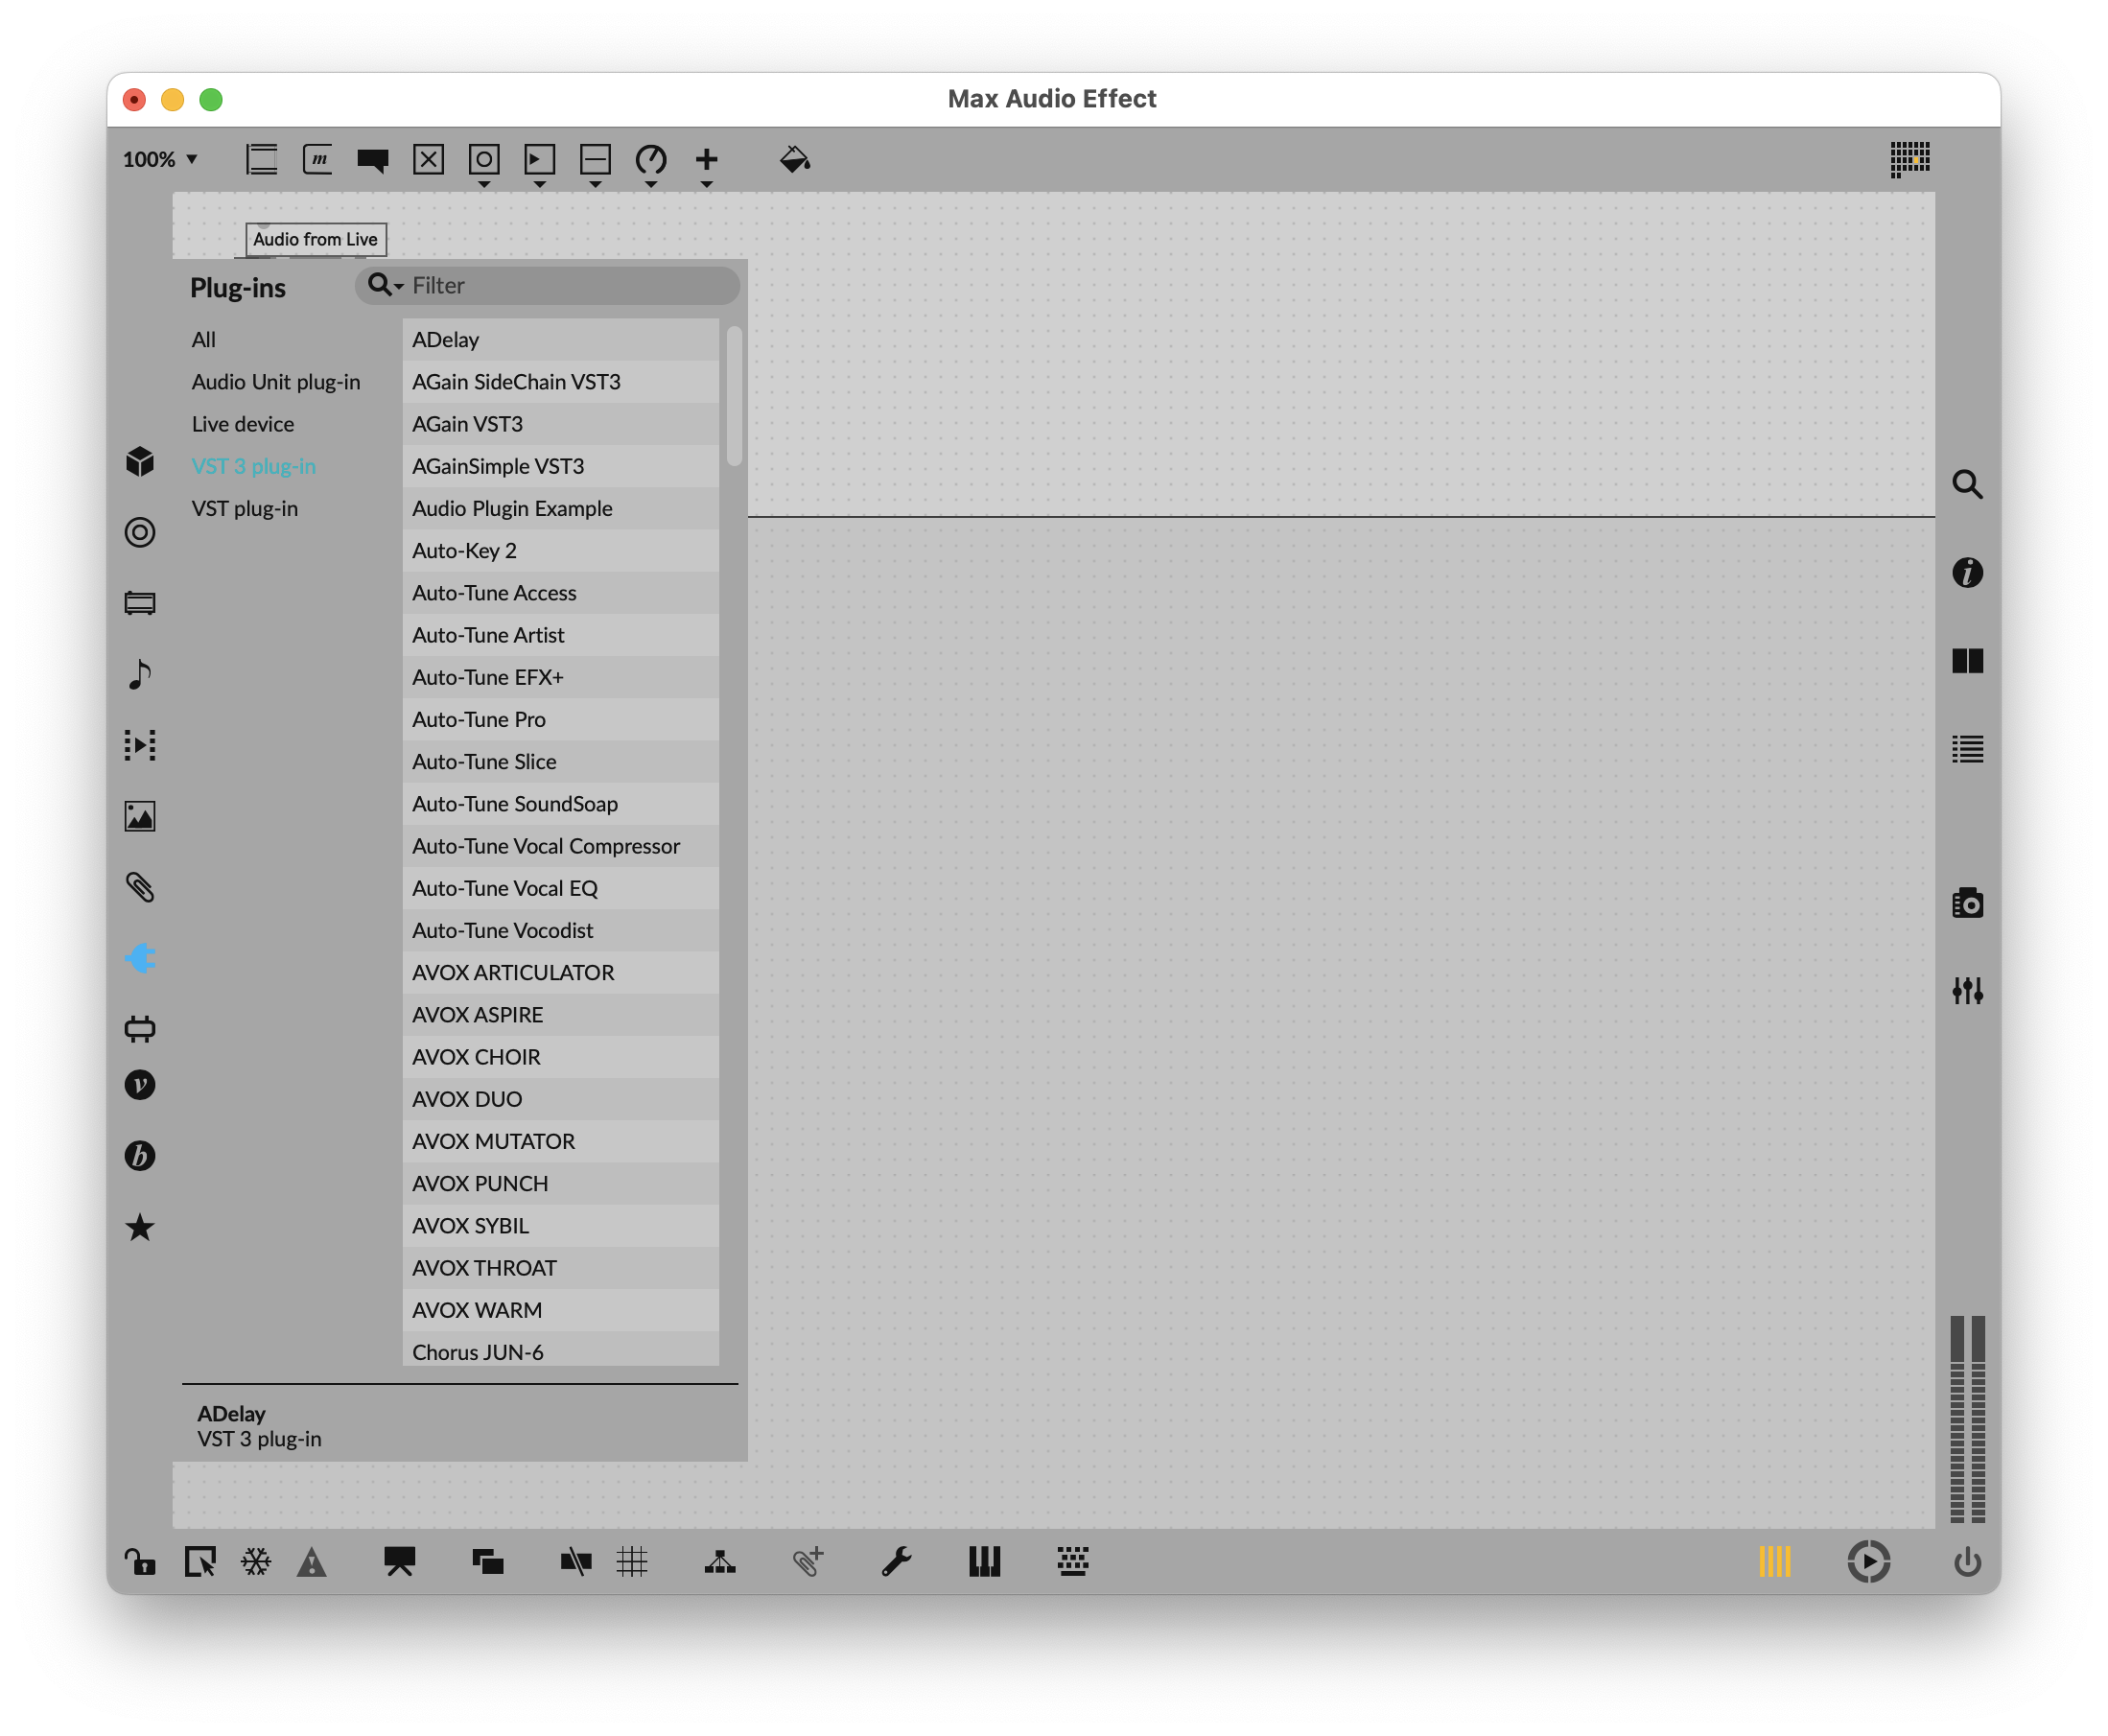 Max Audio Effect
100%
m
Audio from Live
Plug-ins
Filter
All
Audio Unit plug-in
Live device
VST 3 plug-in
VST plug-in
ADelay
AGain SideChain VST3
AGain VST3
AGainSimple VST3
Audio Plugin Example
Auto-Key 2
Auto-Tune Access
Auto-Tune Artist
Auto-Tune EFX+
Auto-Tune Pro
Auto-Tune Slice
Auto-Tune SoundSoap
Auto-Tune Vocal Compressor
Auto-Tune Vocal EQ
Auto-Tune Vocodist
AVOX ARTICULATOR
AVOX ASPIRE
AVOX CHOIR
AVOX DUO
AVOX MUTATOR
AVOX PUNCH
AVOX SYBIL
AVOX THROAT
AVOX WARM
Chorus JUN-6
ADelay
VST 3 plug-in
v
b
i